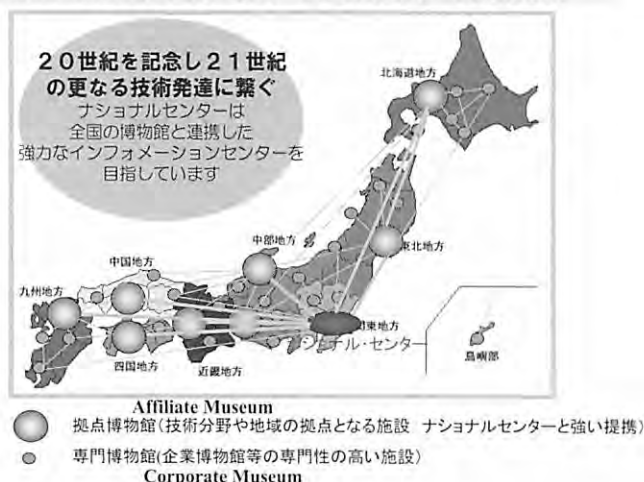 20世紀を記念し21世紀
の更なる技術発達に繋ぐ
ナショナルセンターは
全国の博物館と連携した
強力なインフォメーションセンターを
目指しています
北海道地方
中部地方
東北地方
中国地方
九州地方
関東地方
ナショナル・センター
島嶼部
四国地方
近畿地方
Affiliate Museum
拠点博物館(技術分野や地域の拠点となる施設 ナショナルセンターと強い提携)
専門博物館(企業博物館等の専門性の高い施設)
Corporate Museum